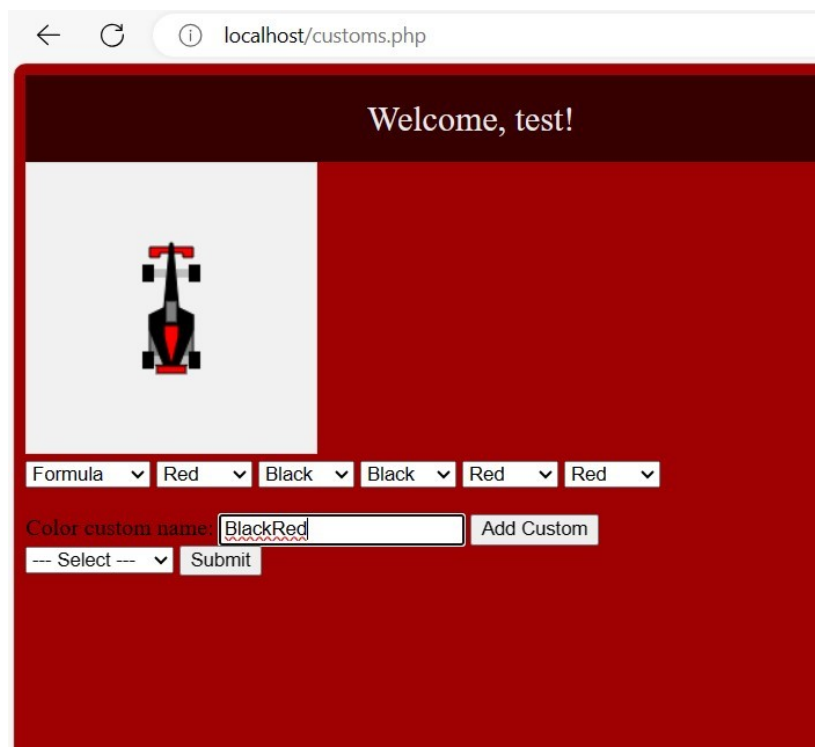 localhost/customs.php
Welcome, test!
Formula Red Black Black Red Red
Color custom name: BlackRed Add Custom
--- Select --- Submit